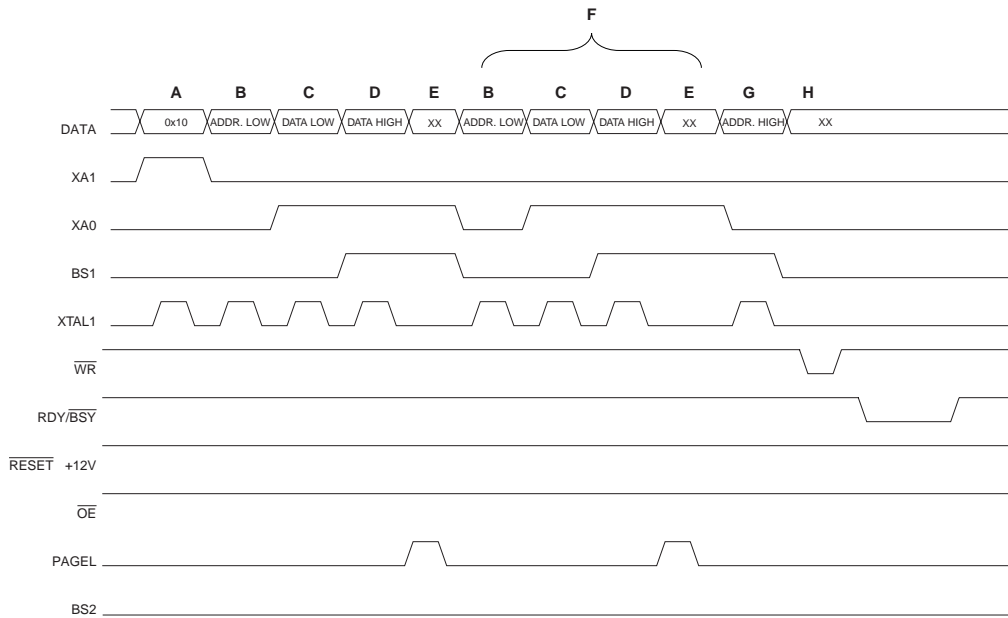 F
A B C D E B C D E G H
DATA 0x10 ADDR. LOW DATA LOW DATA HIGH XX ADDR. LOW DATA LOW DATA HIGH XX ADDR. HIGH XX
XA1
XA0
BS1
XTAL1
WR
RDY/BSY
RESET +12V
OE
PAGEL
BS2